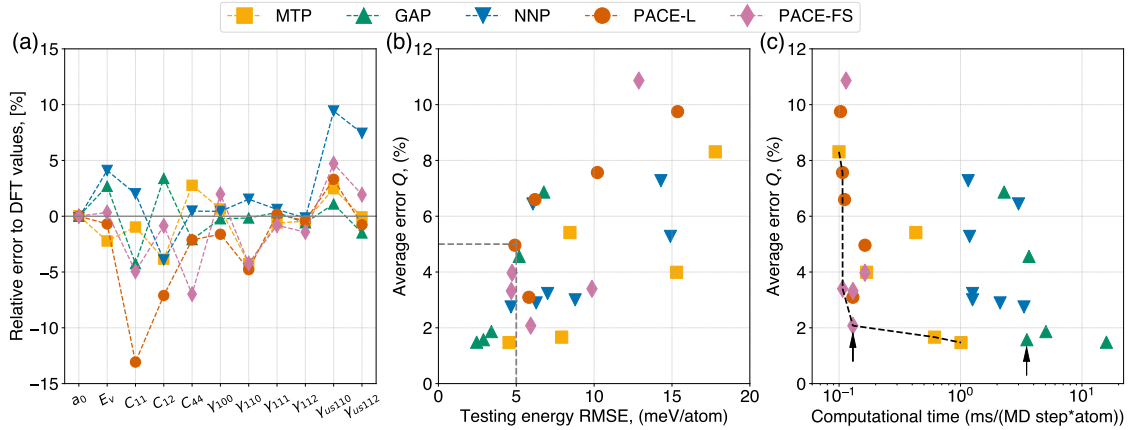 MTP GAP NNP PACE-L PACE-FS
(a)
15
10
5
0
−5
−10
−15
Relative error to DFT values, [%]
a₀ Eᵥ C₁₁ C₁₂ C₄₄ γ₁₀₀ γ₁₁₀ γ₁₁₁ γ₁₁₂ γᵤₛ₁₁₀ γᵤₛ₁₁₂
(b)
12
10
8
6
4
2
0
Average error Q, (%)
0 5 10 15 20
Testing energy RMSE, (meV/atom)
(c)
12
10
8
6
4
2
0
Average error Q, (%)
10⁻¹ 10⁰ 10¹
Computational time (ms/(MD step*atom))